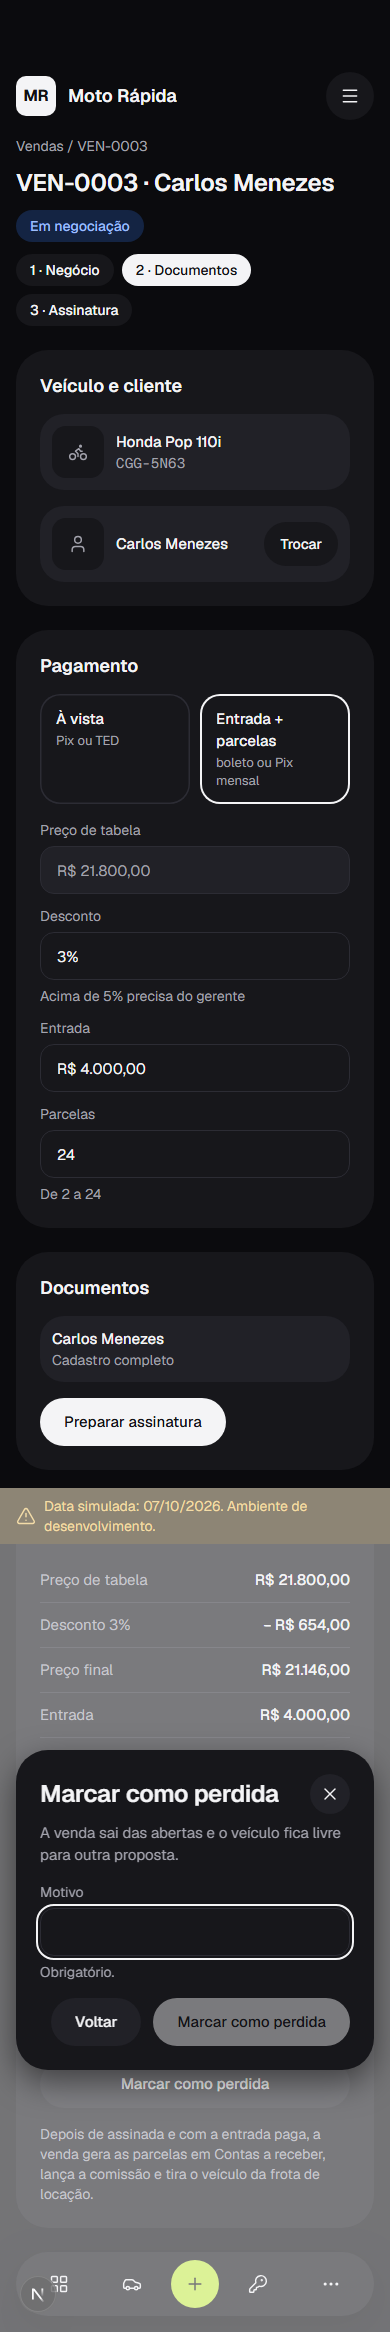 MR Moto Rápida
Vendas / VEN-0003
VEN-0003 · Carlos Menezes
Em negociação
1 · Negócio 2 · Documentos
3 · Assinatura
Veículo e cliente
Honda Pop 110i
CGG-5N63
Carlos Menezes Trocar
Pagamento
À vista
Pix ou TED
Entrada +
parcelas
boleto ou Pix
mensal
Preço de tabela
R$ 21.800,00
Desconto
3%
Acima de 5% precisa do gerente
Entrada
R$ 4.000,00
Parcelas
24
De 2 a 24
Documentos
Carlos Menezes
Cadastro completo
Preparar assinatura
Data simulada: 07/10/2026. Ambiente de
desenvolvimento.
Preço de tabela R$ 21.800,00
Desconto 3% − R$ 654,00
Preço final R$ 21.146,00
Entrada R$ 4.000,00
Marcar como perdida
A venda sai das abertas e o veículo fica livre
para outra proposta.
Motivo
Obrigatório.
Voltar Marcar como perdida
Marcar como perdida
Depois de assinada e com a entrada paga, a
venda gera as parcelas em Contas a receber,
lança a comissão e tira o veículo da frota de
locação.
N